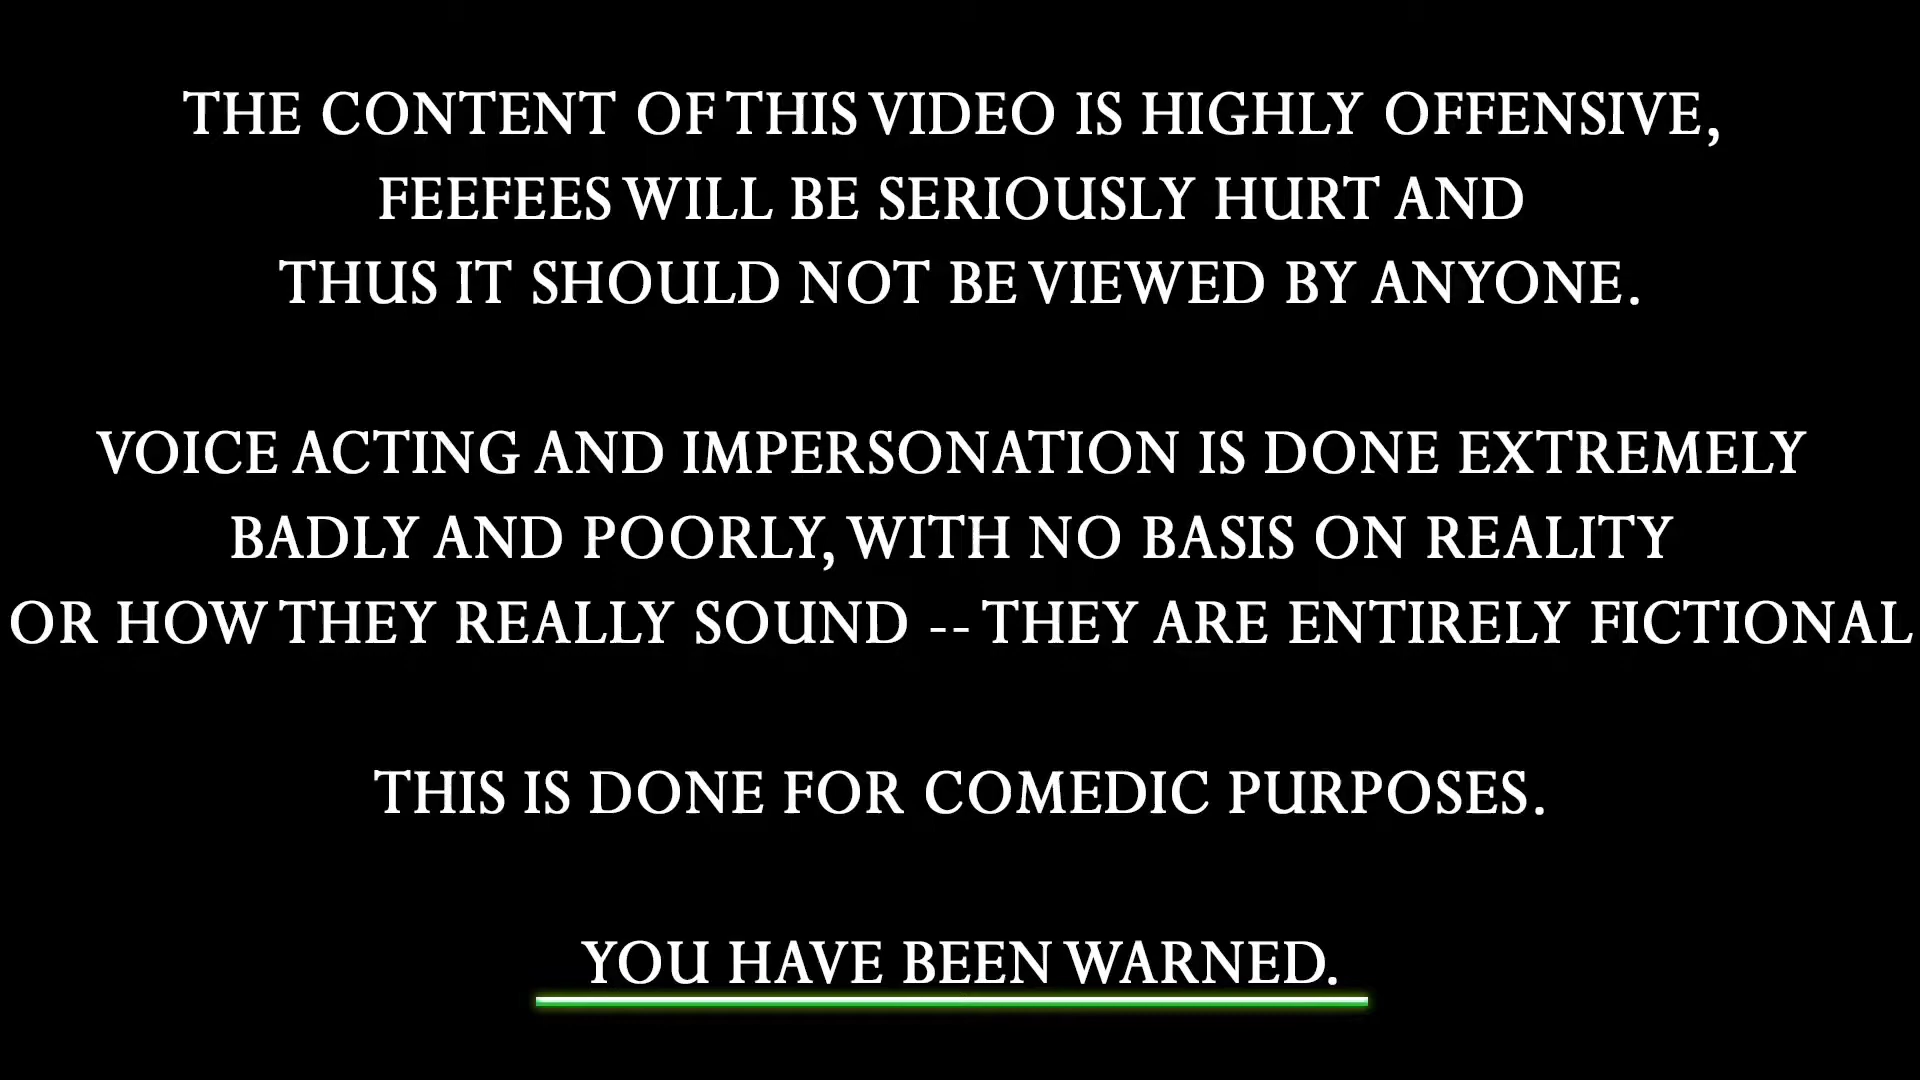 THE CONTENT OF THIS VIDEO IS HIGHLY OFFENSIVE,
FEEFEES WILL BE SERIOUSLY HURT AND
THUS IT SHOULD NOT BE VIEWED BY ANYONE.
VOICE ACTING AND IMPERSONATION IS DONE EXTREMELY
BADLY AND POORLY, WITH NO BASIS ON REALITY
OR HOW THEY REALLY SOUND -- THEY ARE ENTIRELY FICTIONAL
THIS IS DONE FOR COMEDIC PURPOSES.
YOU HAVE BEEN WARNED.